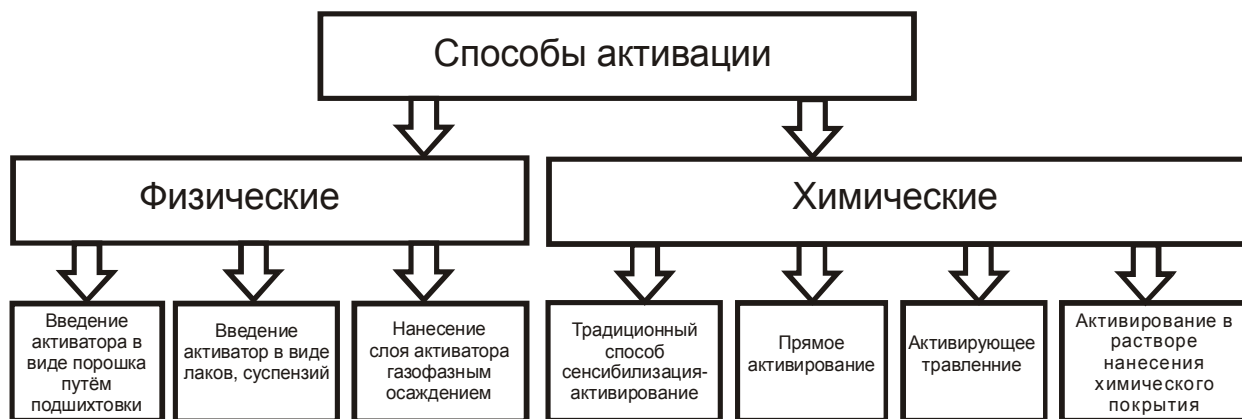 Способы активации
Физические
Химические
Введение
активатора в
виде порошка
путём
подшихтовки
Введение
активатор в виде
лаков, суспензий
Нанесение
слоя активатора
газофазным
осаждением
Традиционный
способ
сенсибилизация-
активирование
Прямое
активирование
Активирующее
травленние
Активирование в
растворе
нанесения
химического
покрытия